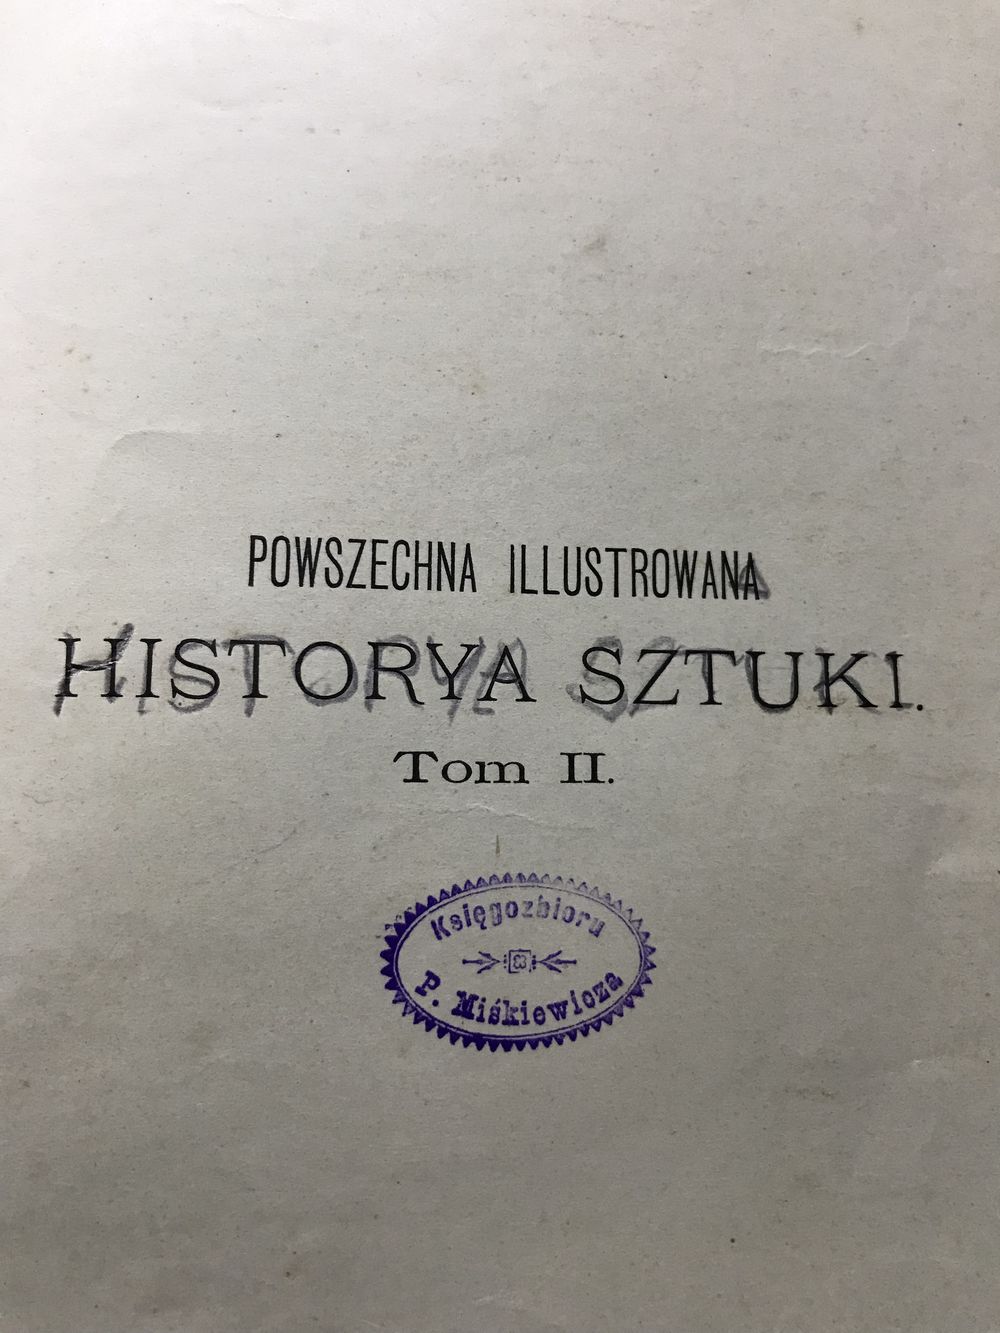 POWSZECHNA ILLUSTROWANA
HISTORYA SZTUKI.
Tom II.
Księgozbioru
P. Miśkiewicza